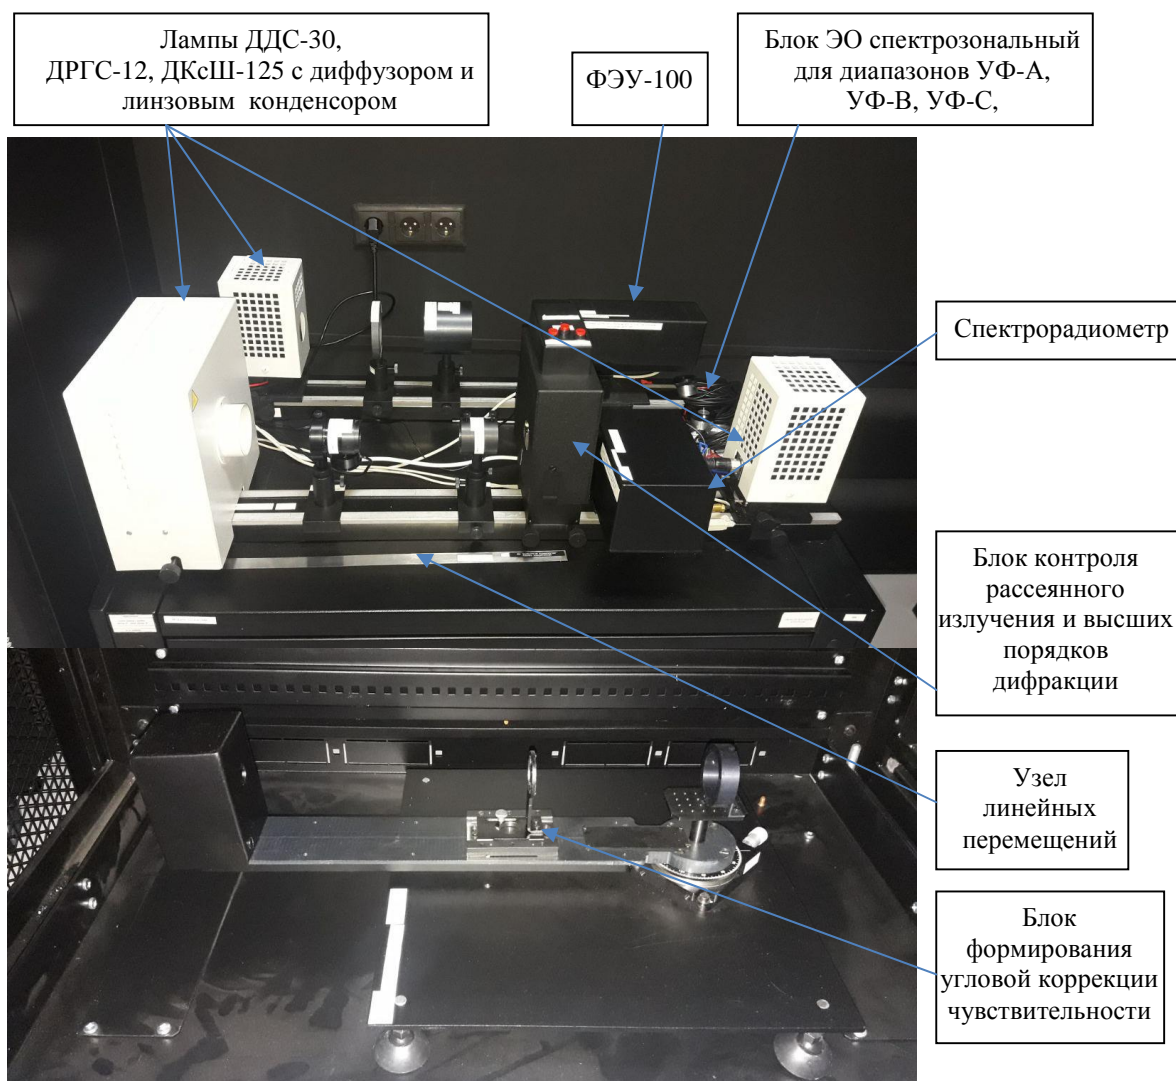 Лампы ДДС-30,
ДРГС-12, ДКсШ-125 с диффузором и
линзовым конденсором
ФЭУ-100
Блок ЭО спектрозональный
для диапазонов УФ-А,
УФ-В, УФ-С,
Спектрорадиометр
Блок контроля
рассеянного
излучения и высших
порядков
дифракции
Узел
линейных
перемещений
Блок
формирования
угловой коррекции
чувствительности